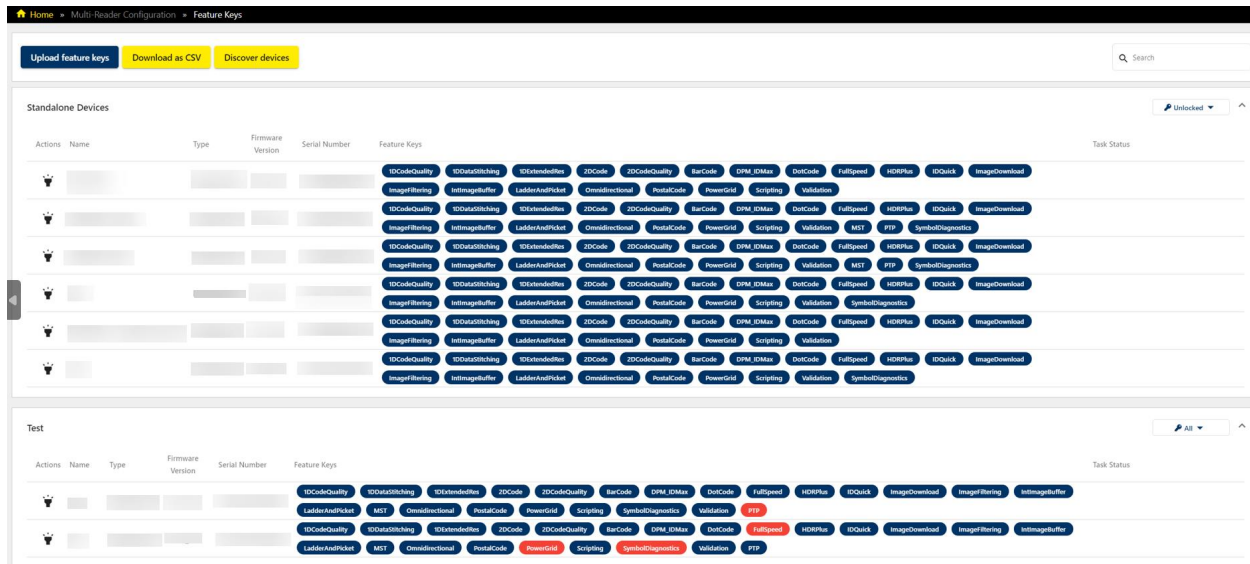 Home » Multi-Reader Configuration » Feature Keys
Upload feature keys Download as CSV Discover devices Search
Standalone Devices Unlocked
Actions Name Type Firmware Version Serial Number Feature Keys Task Status
1DCodeQuality 1DDataStitching 1DExtendedRes 2DCode 2DCodeQuality BarCode DPM_IDMax DotCode FullSpeed HDRPlus IDQuick ImageDownload
ImageFiltering IntImageBuffer LadderAndPicket Omnidirectional PostalCode PowerGrid Scripting Validation
1DCodeQuality 1DDataStitching 1DExtendedRes 2DCode 2DCodeQuality BarCode DPM_IDMax DotCode FullSpeed HDRPlus IDQuick ImageDownload
ImageFiltering IntImageBuffer LadderAndPicket Omnidirectional PostalCode PowerGrid Scripting Validation MST PTP SymbolDiagnostics
1DCodeQuality 1DDataStitching 1DExtendedRes 2DCode 2DCodeQuality BarCode DPM_IDMax DotCode FullSpeed HDRPlus IDQuick ImageDownload
ImageFiltering IntImageBuffer LadderAndPicket Omnidirectional PostalCode PowerGrid Scripting Validation MST PTP SymbolDiagnostics
1DCodeQuality 1DDataStitching 1DExtendedRes 2DCode 2DCodeQuality BarCode DPM_IDMax DotCode FullSpeed HDRPlus IDQuick ImageDownload
ImageFiltering IntImageBuffer LadderAndPicket Omnidirectional PostalCode PowerGrid Scripting Validation SymbolDiagnostics
1DCodeQuality 1DDataStitching 1DExtendedRes 2DCode 2DCodeQuality BarCode DPM_IDMax DotCode FullSpeed HDRPlus IDQuick ImageDownload
ImageFiltering IntImageBuffer LadderAndPicket Omnidirectional PostalCode PowerGrid Scripting Validation
1DCodeQuality 1DDataStitching 1DExtendedRes 2DCode 2DCodeQuality BarCode DPM_IDMax DotCode FullSpeed HDRPlus IDQuick ImageDownload
ImageFiltering IntImageBuffer LadderAndPicket Omnidirectional PostalCode PowerGrid Scripting Validation SymbolDiagnostics
Test All
Actions Name Type Firmware Version Serial Number Feature Keys Task Status
1DCodeQuality 1DDataStitching 1DExtendedRes 2DCode 2DCodeQuality BarCode DPM_IDMax DotCode FullSpeed HDRPlus IDQuick ImageDownload ImageFiltering IntImageBuffer
LadderAndPicket MST Omnidirectional PostalCode PowerGrid Scripting SymbolDiagnostics Validation PTP
1DCodeQuality 1DDataStitching 1DExtendedRes 2DCode 2DCodeQuality BarCode DPM_IDMax DotCode FullSpeed HDRPlus IDQuick ImageDownload ImageFiltering IntImageBuffer
LadderAndPicket MST Omnidirectional PostalCode PowerGrid Scripting SymbolDiagnostics Validation PTP